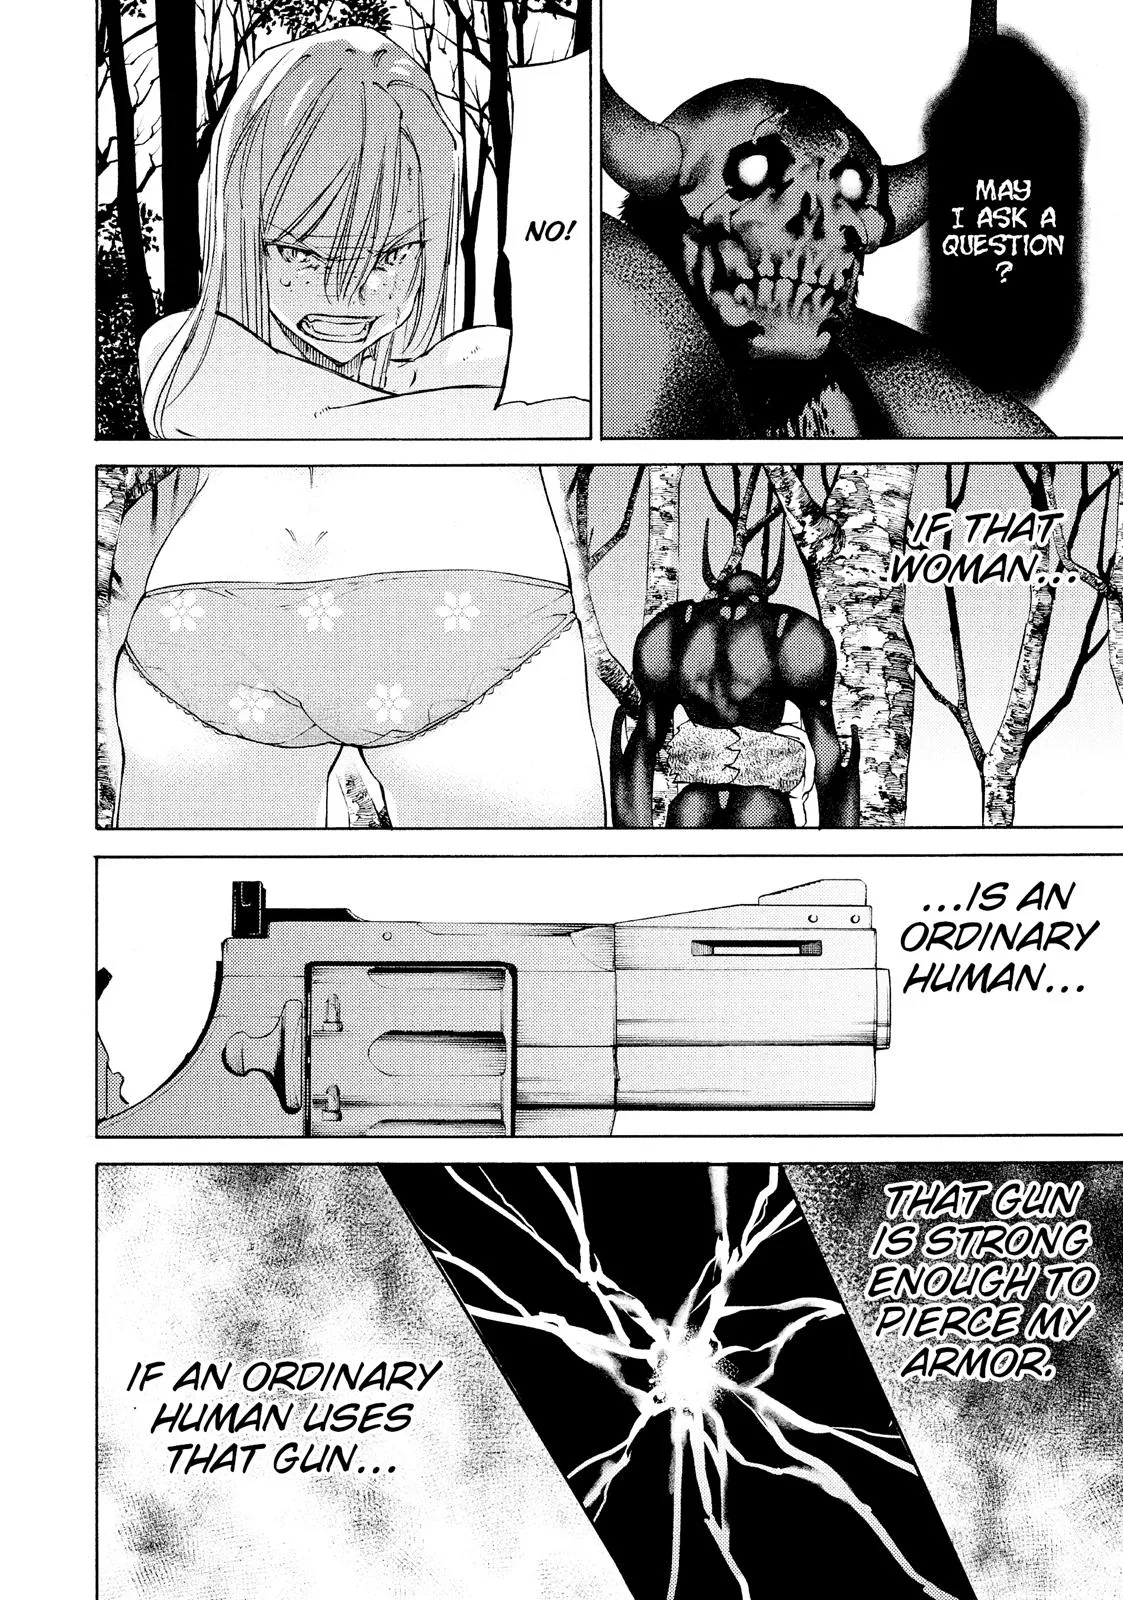 MAY
I ASK A
QUESTION
?
NO!
IF THAT
WOMAN...
...IS AN
ORDINARY
HUMAN...
THAT GUN
IS STRONG
ENOUGH TO
PIERCE MY
ARMOR.
IF AN ORDINARY
HUMAN USES
THAT GUN...